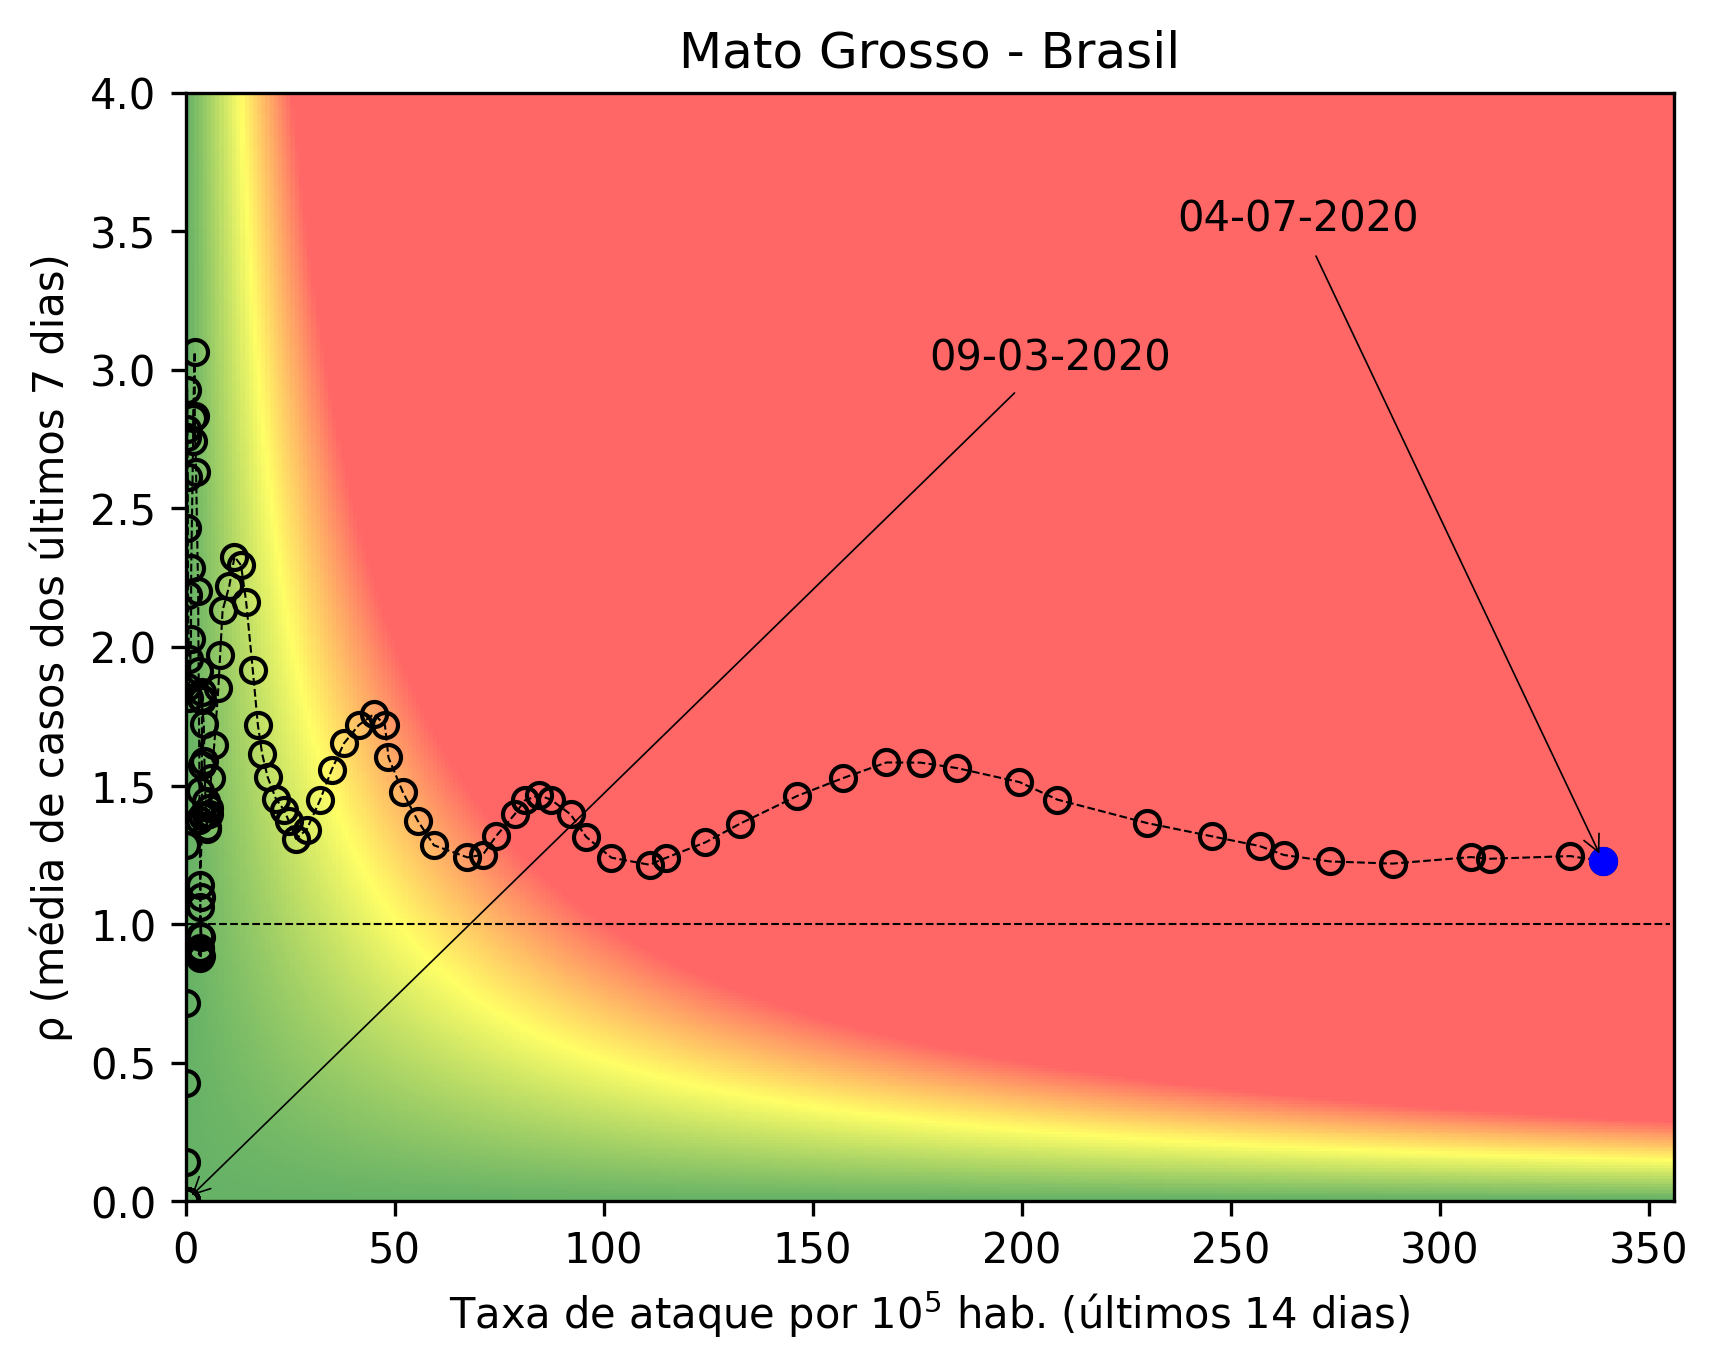 Mato Grosso - Brasil
4.0
3.5
3.0
2.5
2.0
1.5
1.0
0.5
0.0
ρ (média de casos dos últimos 7 dias)
04-07-2020
09-03-2020
0 50 100 150 200 250 300 350
Taxa de ataque por 10⁵ hab. (últimos 14 dias)